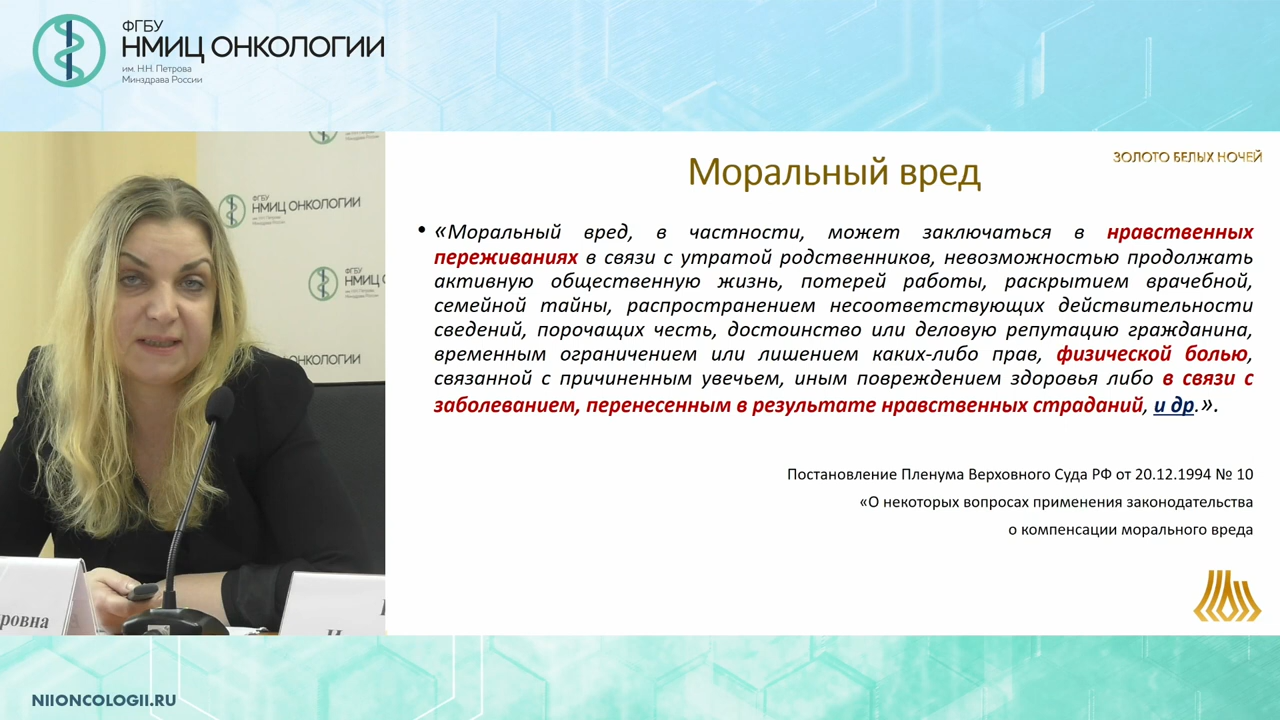 ФГБУ
НМИЦ ОНКОЛОГИИ
им. Н.Н. Петрова
Минздрава России
ФГБУ
НМИЦ ОНКОЛОГИИ
ФГБУ
НМИЦ
ОНКОЛОГИИ
ровна
Моральный вред
ЗОЛОТО БЕЛЫХ НОЧЕЙ
• «Моральный вред, в частности, может заключаться в нравственных
переживаниях в связи с утратой родственников, невозможностью продолжать
активную общественную жизнь, потерей работы, раскрытием врачебной,
семейной тайны, распространением несоответствующих действительности
сведений, порочащих честь, достоинство или деловую репутацию гражданина,
временным ограничением или лишением каких-либо прав, физической болью,
связанной с причиненным увечьем, иным повреждением здоровья либо в связи с
заболеванием, перенесенным в результате нравственных страданий, и др.».
Постановление Пленума Верховного Суда РФ от 20.12.1994 № 10
«О некоторых вопросах применения законодательства
о компенсации морального вреда
NIIONCOLOGII.RU